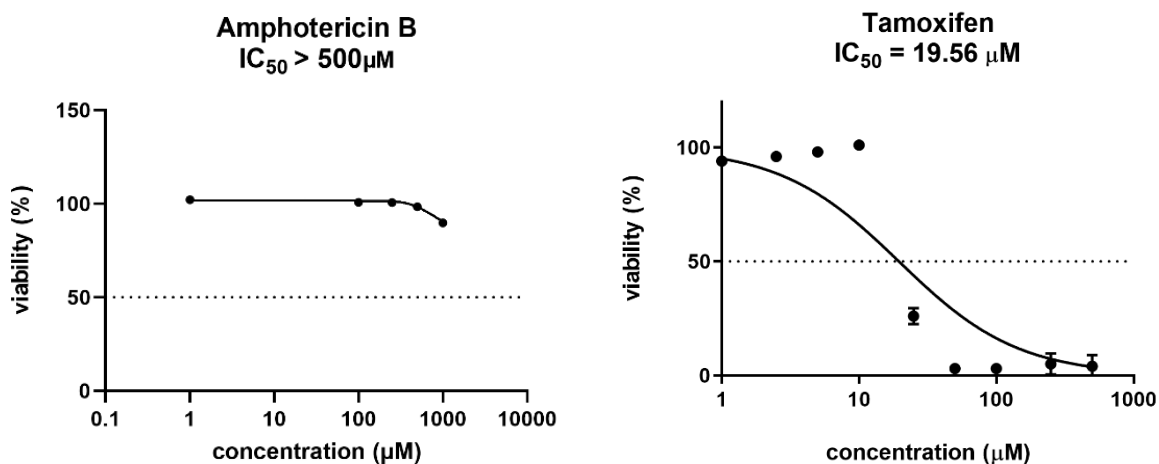 Amphotericin B
IC50 > 500µM
150
100
50
0
0.1 1 10 100 1000 10000
viability (%)
concentration (µM)
Tamoxifen
IC50 = 19.56 µM
100
50
0
1 10 100 1000
viability (%)
concentration (µM)